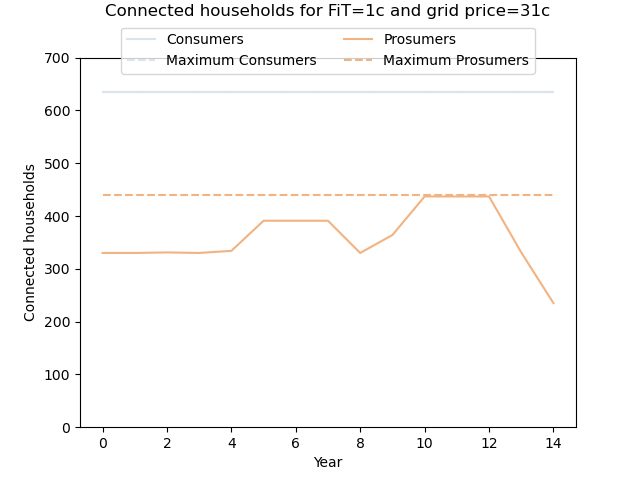 Connected households for FiT=1c and grid price=31c
Consumers
Maximum Consumers
Prosumers
Maximum Prosumers
Connected households
700
600
500
400
300
200
100
0
0 2 4 6 8 10 12 14
Year